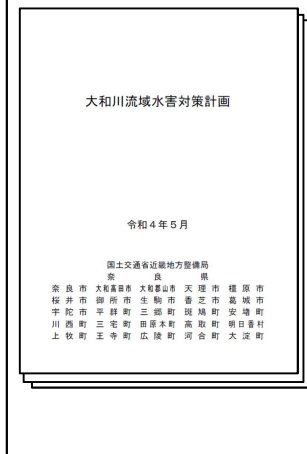 大和川流域水害対策計画
令和４年５月
国土交通省近畿地方整備局
奈良県
奈良市 大和高田市 大和郡山市 天理市 橿原市
桜井市 御所市 生駒市 香芝市 葛城市
宇陀市 平群町 三郷町 斑鳩町 安堵町
川西町 三宅町 田原本町 高取町 明日香村
上牧町 王寺町 広陵町 河合町 大淀町